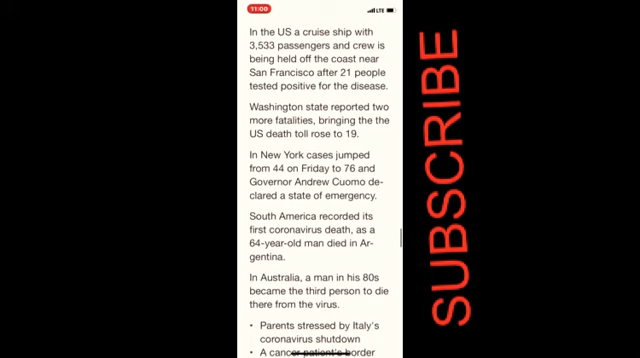 11:00
LTE
In the US a cruise ship with
3,533 passengers and crew is
being held off the coast near
San Francisco after 21 people
tested positive for the disease.
Washington state reported two
more fatalities, bringing the the
US death toll rose to 19.
In New York cases jumped
from 44 on Friday to 76 and
Governor Andrew Cuomo de-
clared a state of emergency.
South America recorded its
first coronavirus death, as a
64-year-old man died in Ar-
gentina.
In Australia, a man in his 80s
became the third person to die
there from the virus.
• Parents stressed by Italy's
coronavirus shutdown
• A cancer patient's border
SUBSCRIBE